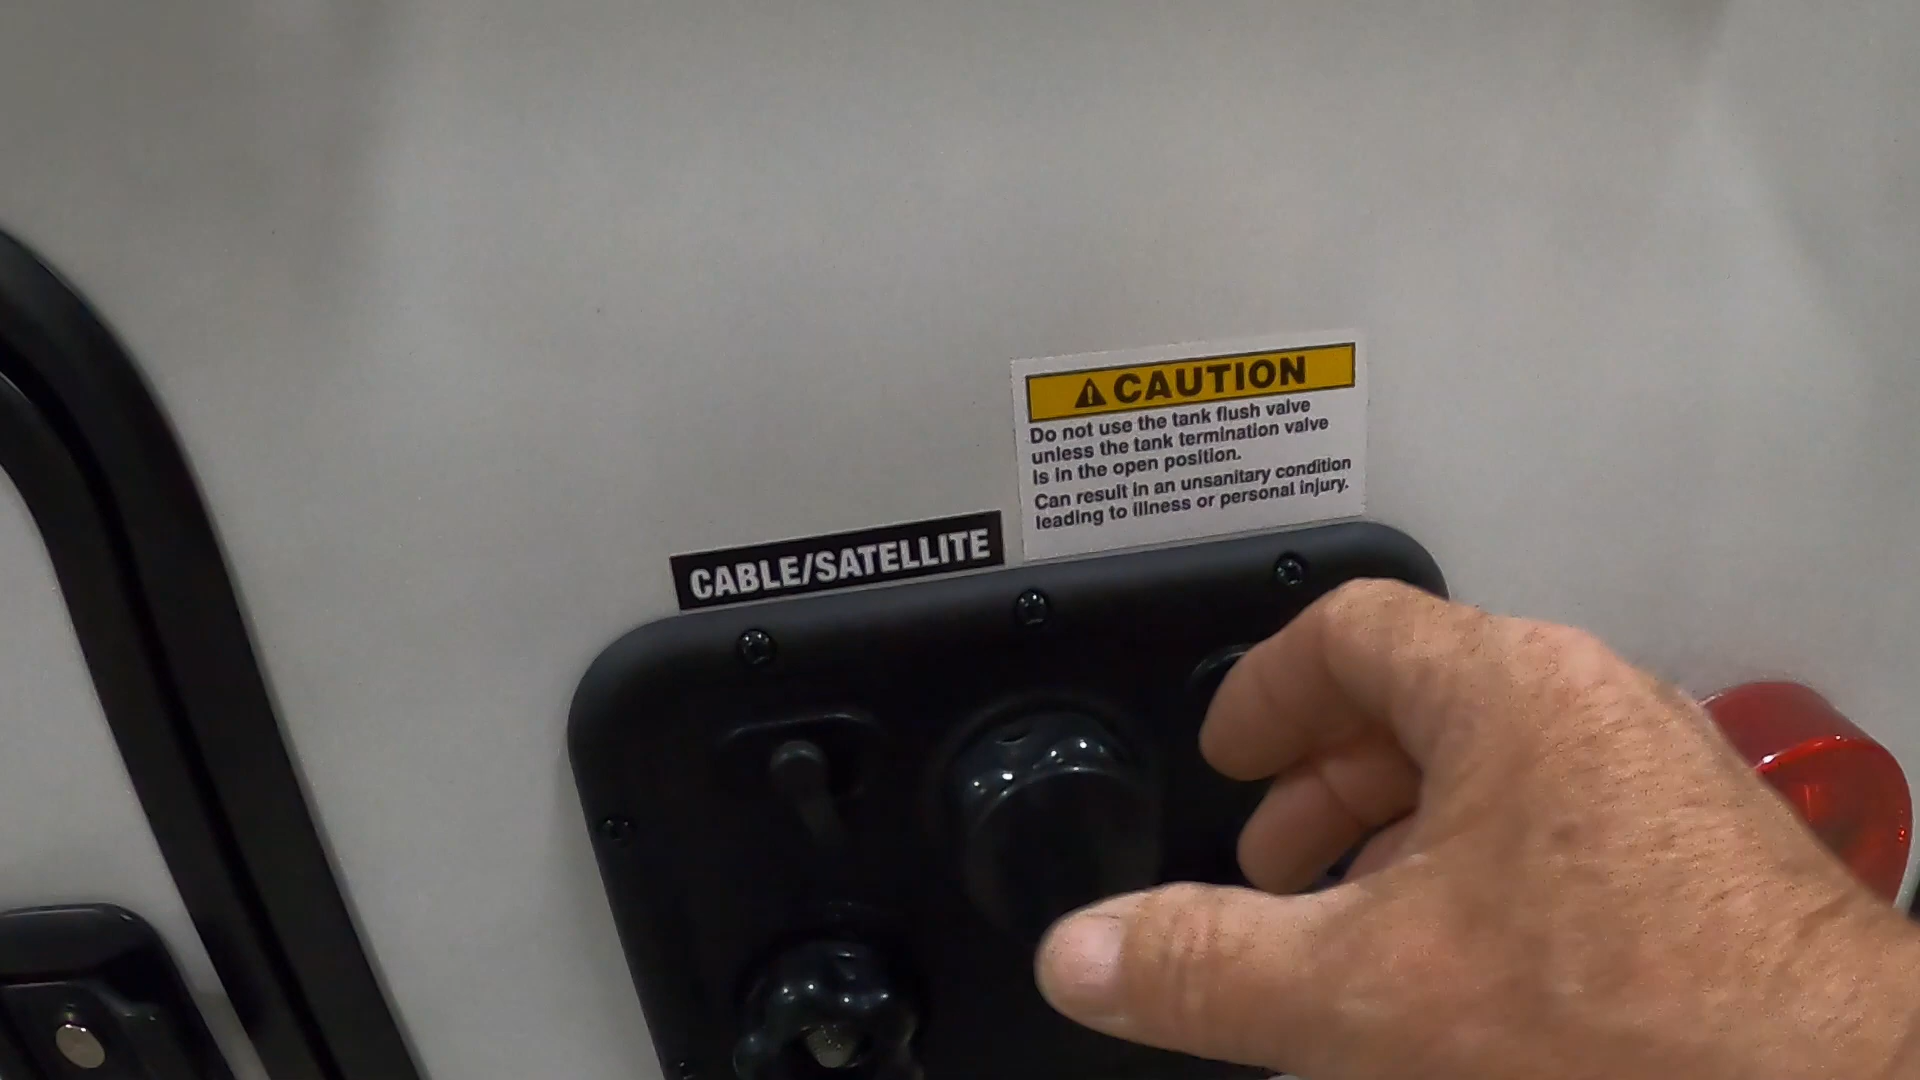 CAUTION
Do not use the tank flush valve
unless the tank termination valve
is in the open position.
Can result in an unsanitary condition
leading to illness or personal injury.
CABLE/SATELLITE